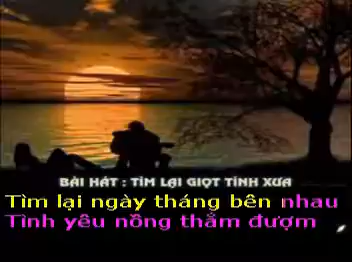 BÀI HÁT : TÌM LẠI GIỌT TÌNH XƯA
Tìm lại ngày tháng bên nhau
Tình yêu nồng thắm đượm